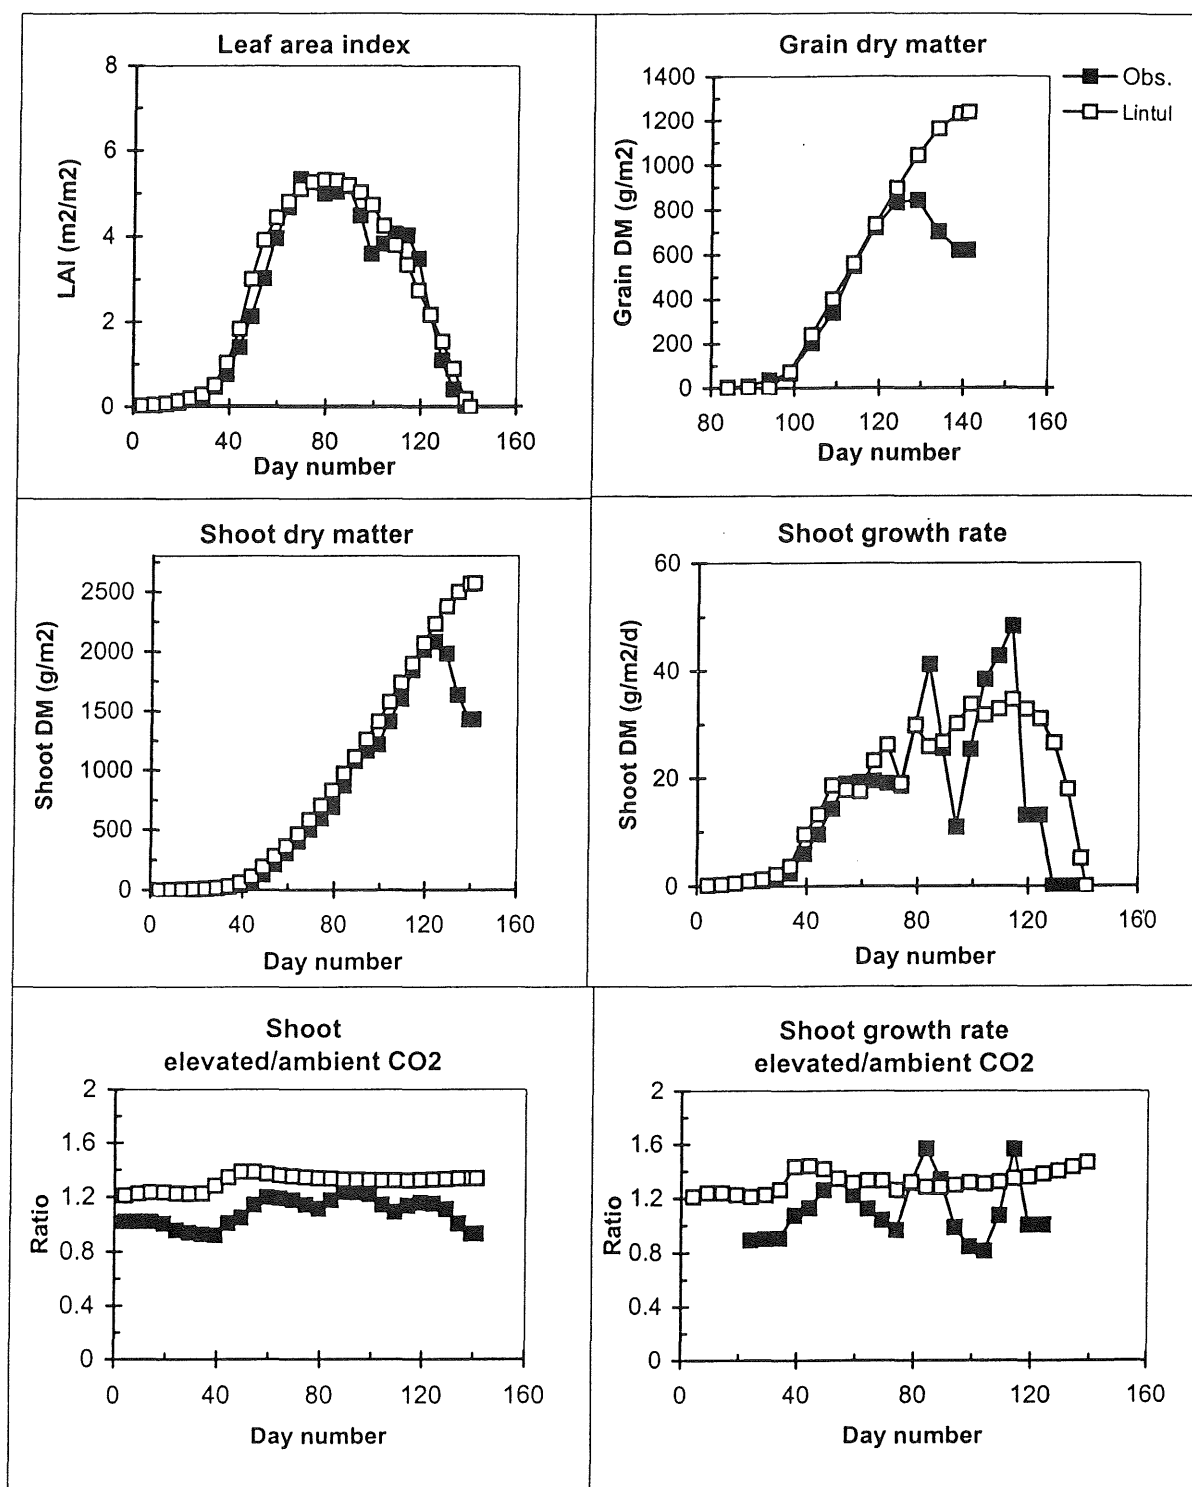 Leaf area index
8
6
4
2
0
LAI (m2/m2)
0 40 80 120 160
Day number
Grain dry matter
1400
1200
1000
800
600
400
200
0
Grain DM (g/m2)
80 100 120 140 160
Day number
Obs.
Lintul
Shoot dry matter
2500
2000
1500
1000
500
0
Shoot DM (g/m2)
0 40 80 120 160
Day number
Shoot growth rate
60
40
20
0
Shoot DM (g/m2/d)
0 40 80 120 160
Day number
Shoot
elevated/ambient CO2
2
1.6
1.2
0.8
0.4
0
Ratio
0 40 80 120 160
Day number
Shoot growth rate
elevated/ambient CO2
2
1.6
1.2
0.8
0.4
0
Ratio
0 40 80 120 160
Day number